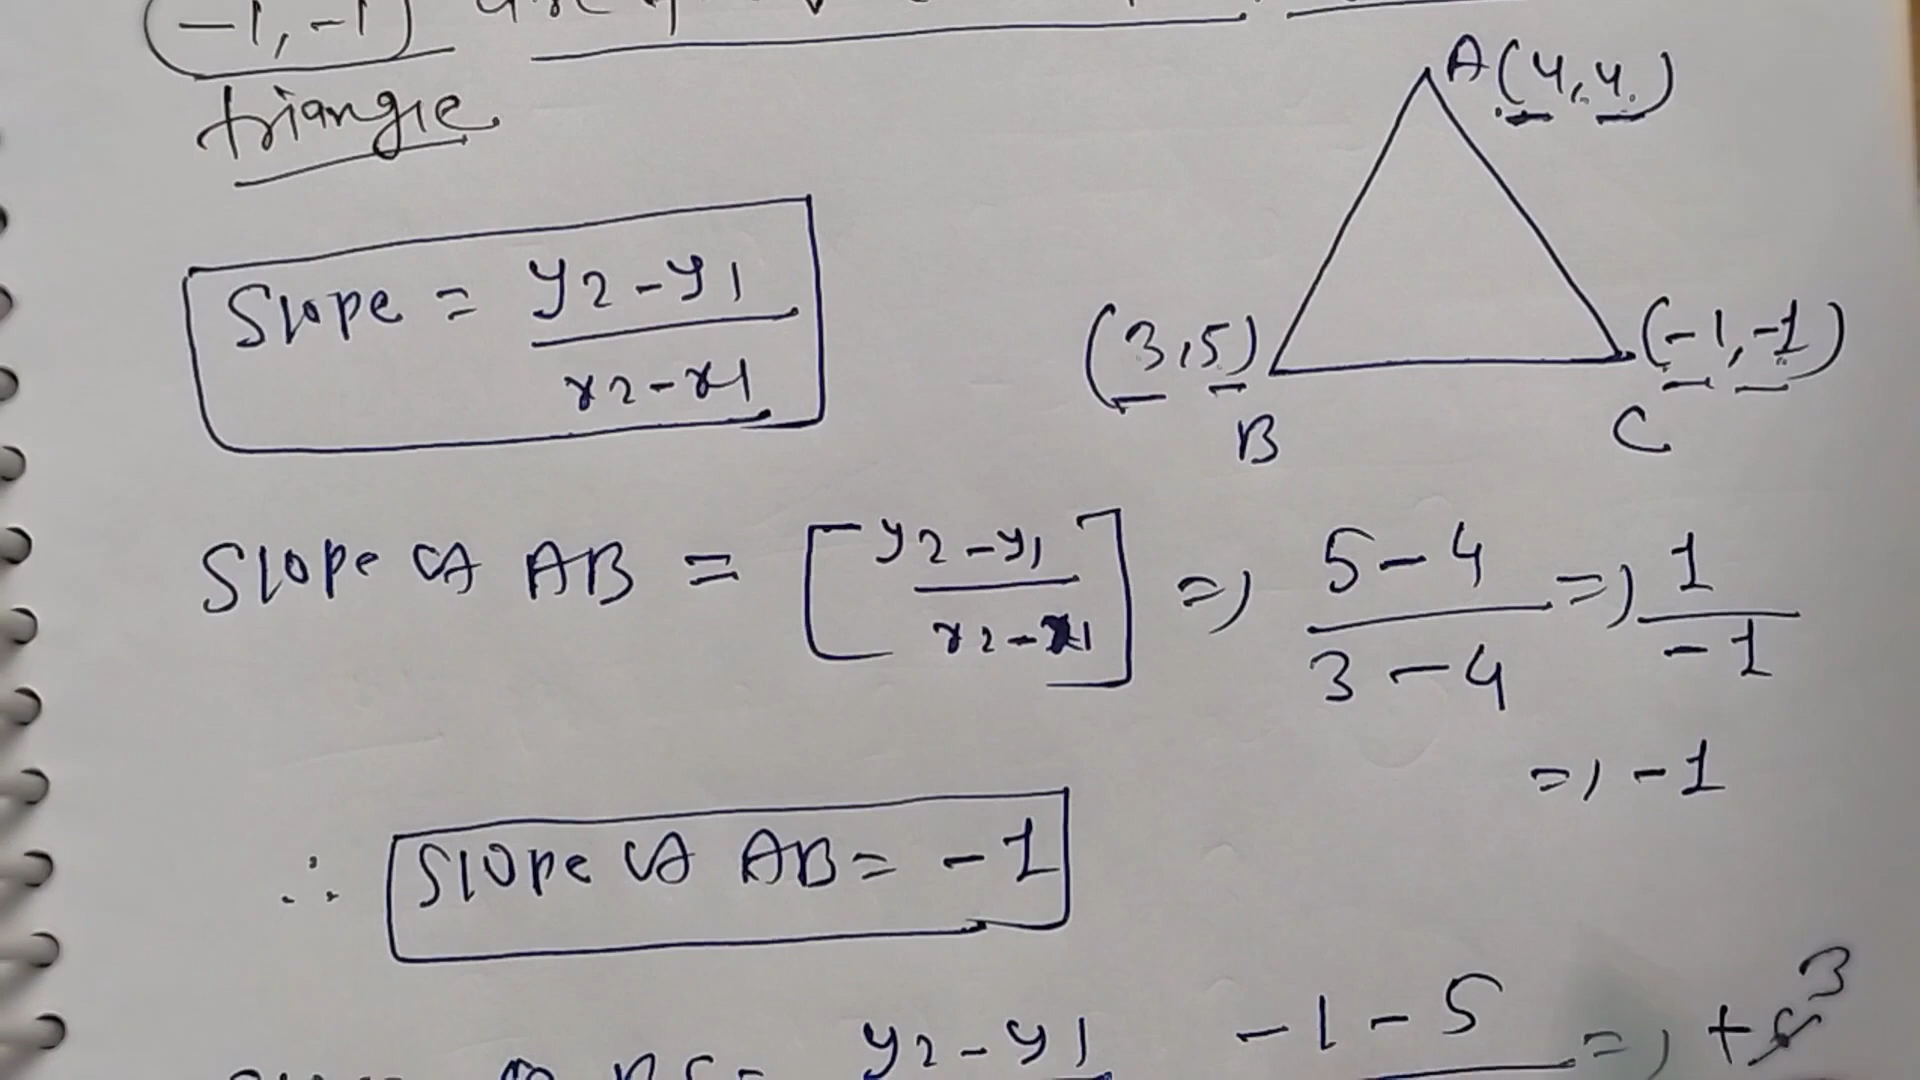 -1, -1)
triangle
A(4,4)
Slope = y2-y1 / x2-x1
(3,5)
(-1,-1)
B
C
Slope of AB = [y2-y1 / x2-x1] => 5-4 / 3-4 => 1 / -1
=> -1
∴ Slope of AB = -1
y2-y1 -1-5 => +6 3